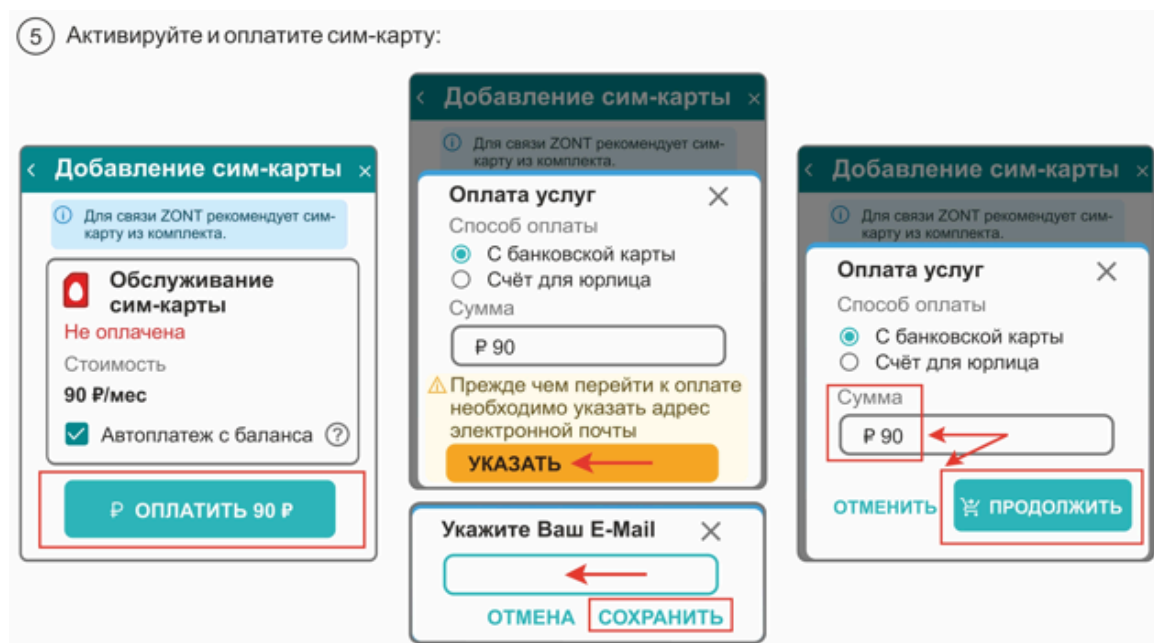 5 Активируйте и оплатите сим-карту:
< Добавление сим-карты ×
Для связи ZONT рекомендует сим-
карту из комплекта.
Обслуживание
сим-карты
Не оплачена
Стоимость
90 ₽/мес
Автоплатеж с баланса ?
₽ ОПЛАТИТЬ 90 ₽
< Добавление сим-карты ×
Для связи ZONT рекомендует сим-
карту из комплекта.
Оплата услуг
Способ оплаты
С банковской карты
Счёт для юрлица
Сумма
₽ 90
Прежде чем перейти к оплате
необходимо указать адрес
электронной почты
УКАЗАТЬ
Укажите Ваш E-Mail
ОТМЕНА СОХРАНИТЬ
< Добавление сим-карты ×
Для связи ZONT рекомендует сим-
карту из комплекта.
Оплата услуг
Способ оплаты
С банковской карты
Счёт для юрлица
Сумма
₽ 90
ОТМЕНИТЬ ПРОДОЛЖИТЬ